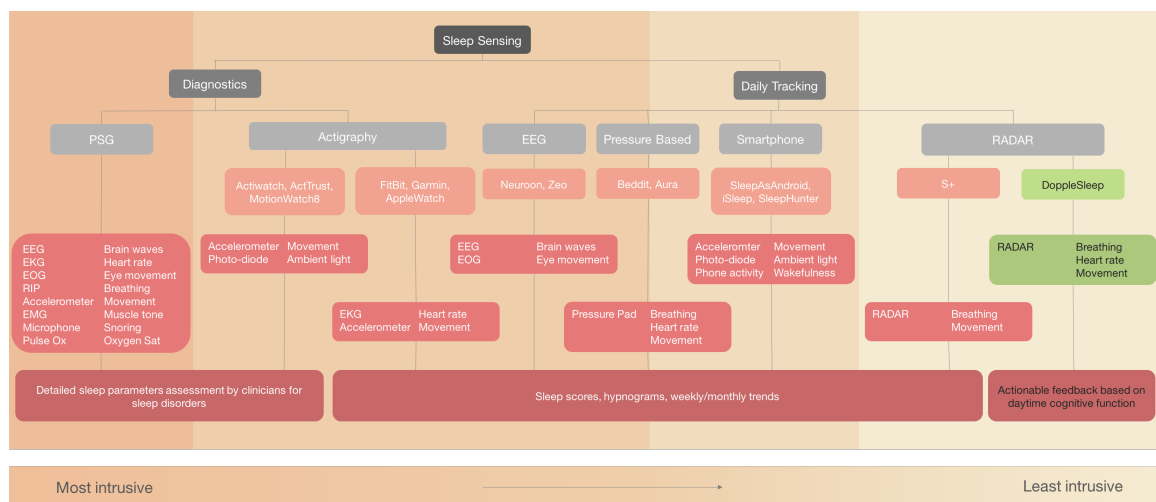 Sleep Sensing
Diagnostics
Daily Tracking
PSG
Actigraphy
EEG
Pressure Based
Smartphone
RADAR
Actiwatch, ActTrust,
MotionWatch8
FitBit, Garmin,
AppleWatch
Neuroon, Zeo
Beddit, Aura
SleepAsAndroid,
iSleep, SleepHunter
S+
DoppleSleep
EEG Brain waves
EKG Heart rate
EOG Eye movement
RIP Breathing
Accelerometer Movement
EMG Muscle tone
Microphone Snoring
Pulse Ox Oxygen Sat
Accelerometer Movement
Photo-diode Ambient light
EKG Heart rate
Accelerometer Movement
EEG Brain waves
EOG Eye movement
Pressure Pad Breathing
Heart rate
Movement
Acceleromter Movement
Photo-diode Ambient light
Phone activity Wakefulness
RADAR Breathing
Movement
RADAR Breathing
Heart rate
Movement
Detailed sleep parameters assessment by clinicians for
sleep disorders
Sleep scores, hypnograms, weekly/monthly trends
Actionable feedback based on
daytime cognitive function
Most intrusive
Least intrusive